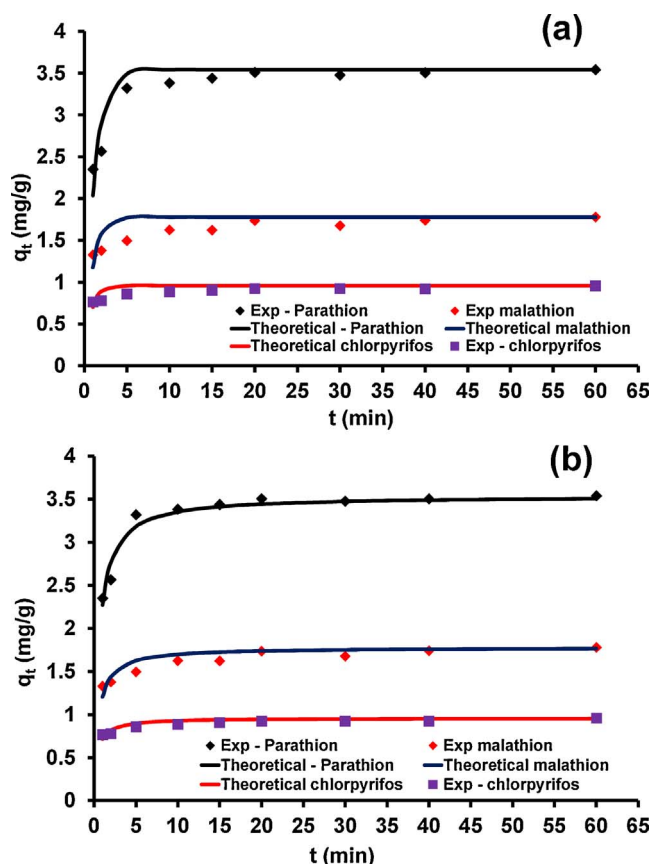 (a)
4
3.5
3
2.5
2
1.5
1
0.5
0
qt (mg/g)
Exp - Parathion
Exp malathion
Theoretical - Parathion
Theoretical malathion
Theoretical chlorpyrifos
Exp - chlorpyrifos
0 5 10 15 20 25 30 35 40 45 50 55 60 65
t (min)
(b)
4
3.5
3
2.5
2
1.5
1
0.5
0
qt (mg/g)
Exp - Parathion
Exp malathion
Theoretical - Parathion
Theoretical malathion
Theoretical chlorpyrifos
Exp - chlorpyrifos
0 5 10 15 20 25 30 35 40 45 50 55 60 65
t (min)